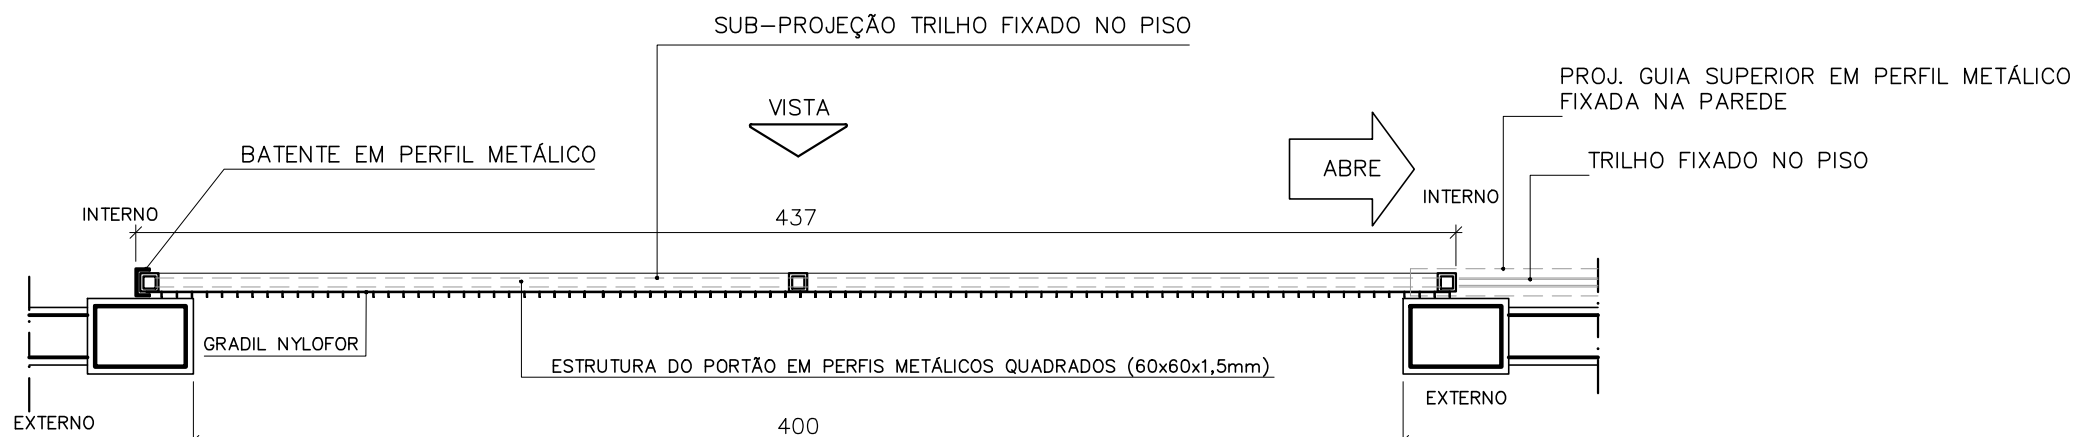 SUB-PROJEÇÃO TRILHO FIXADO NO PISO
PROJ. GUIA SUPERIOR EM PERFIL METÁLICO
FIXADA NA PAREDE
VISTA
BATENTE EM PERFIL METÁLICO
ABRE
TRILHO FIXADO NO PISO
INTERNO
437
INTERNO
GRADIL NYLOFOR
ESTRUTURA DO PORTÃO EM PERFIS METÁLICOS QUADRADOS (60x60x1,5mm)
EXTERNO
400
EXTERNO